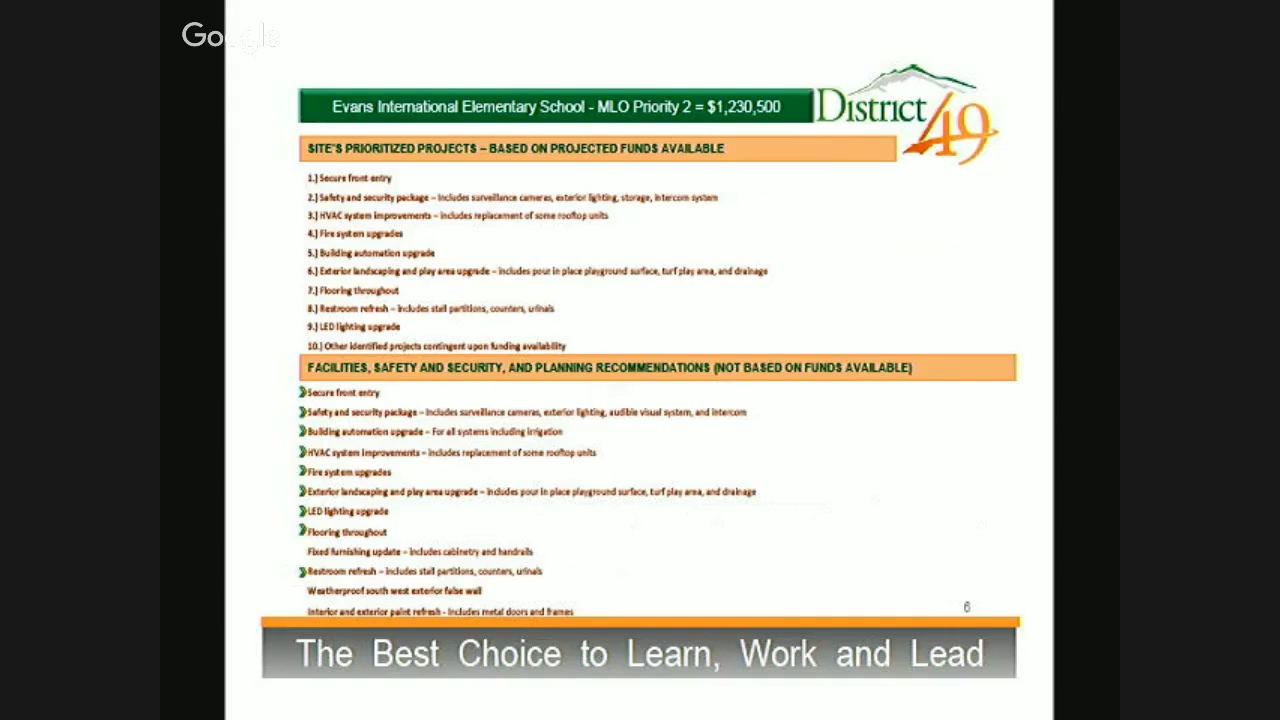 Google
Evans International Elementary School - MLO Priority 2 = $1,230,500
District
49
SITE'S PRIORITIZED PROJECTS – BASED ON PROJECTED FUNDS AVAILABLE
1.) Secure front entry
2.) Safety and security package – Includes surveillance cameras, exterior lighting, storage, intercom system
3.) HVAC system improvements – includes replacement of some rooftop units
4.) Fire system upgrades
5.) Building automation upgrade
6.) Exterior landscaping and play area upgrade – includes pour in place playground surface, turf play area, and drainage
7.) Flooring throughout
8.) Restroom refresh – includes stall partitions, counters, urinals
9.) LED lighting upgrade
10.) Other identified projects contingent upon funding availability
FACILITIES, SAFETY AND SECURITY, AND PLANNING RECOMMENDATIONS (NOT BASED ON FUNDS AVAILABLE)
Secure front entry
Safety and security package – Includes surveillance cameras, exterior lighting, audible visual system, and intercom
Building automation upgrade – For all systems including irrigation
HVAC system improvements – includes replacement of some rooftop units
Fire system upgrades
Exterior landscaping and play area upgrade – includes pour in place playground surface, turf play area, and drainage
LED lighting upgrade
Flooring throughout
Fixed furnishing update – includes cabinetry and handrails
Restroom refresh – includes stall partitions, counters, urinals
Weatherproof south west exterior false wall
Interior and exterior paint refresh - Includes metal doors and frames
6
The Best Choice to Learn, Work and Lead